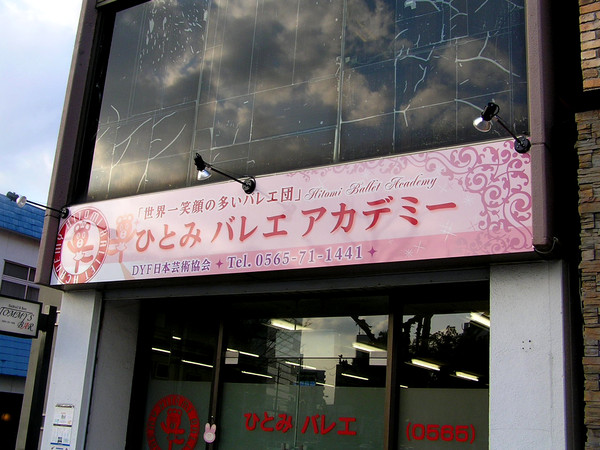 「世界一笑顔の多いバレエ団」 Hitomi Ballet Academy
ひとみ バレエ アカデミー
DYF日本芸術協会 Tel. 0565-71-1441
TOMMY'S
BAR
ひとみ バレエ
(0565)